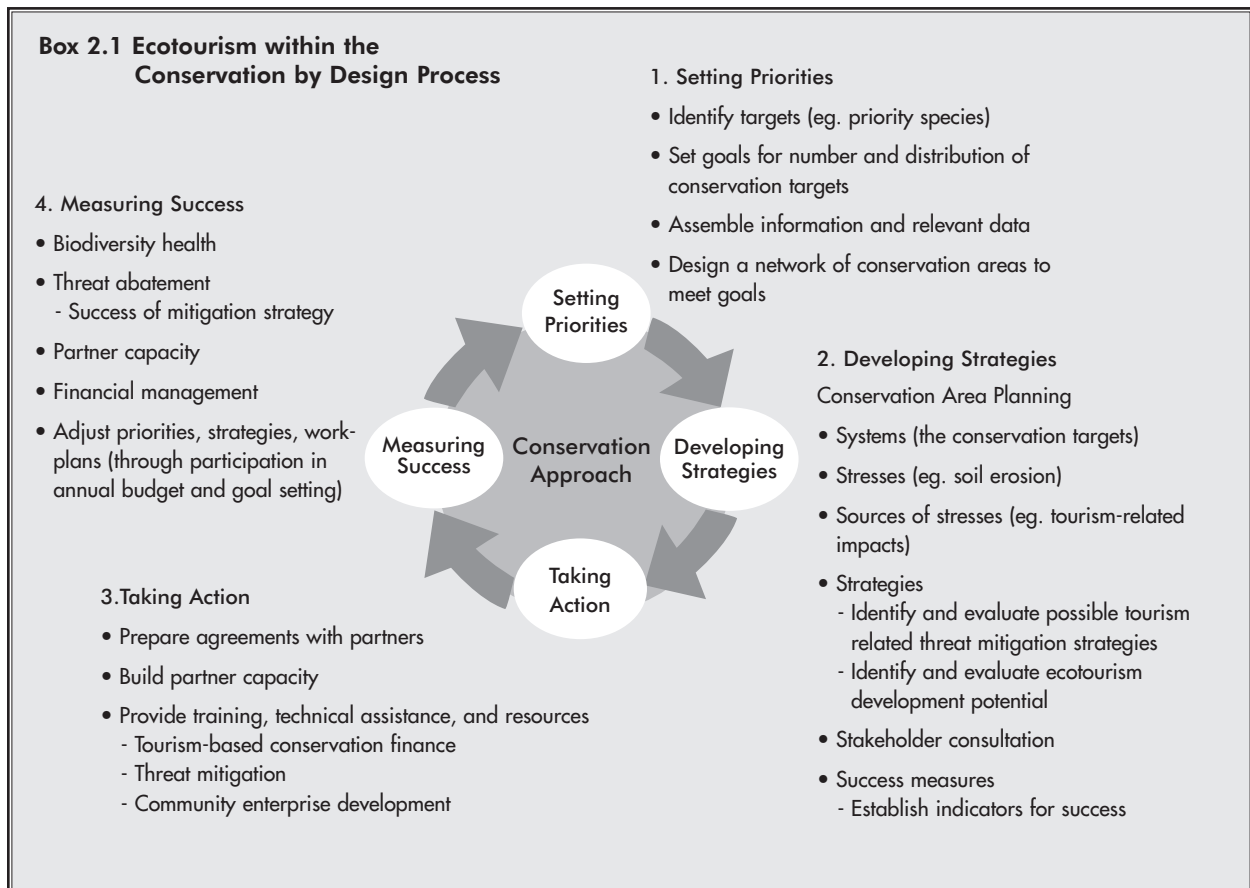 Box 2.1 Ecotourism within the
Conservation by Design Process
1. Setting Priorities
• Identify targets (eg. priority species)
• Set goals for number and distribution of
conservation targets
• Assemble information and relevant data
• Design a network of conservation areas to
meet goals
2. Developing Strategies
Conservation Area Planning
• Systems (the conservation targets)
• Stresses (eg. soil erosion)
• Sources of stresses (eg. tourism-related
impacts)
• Strategies
- Identify and evaluate possible tourism
related threat mitigation strategies
- Identify and evaluate ecotourism
development potential
• Stakeholder consultation
• Success measures
- Establish indicators for success
3.Taking Action
• Prepare agreements with partners
• Build partner capacity
• Provide training, technical assistance, and resources
- Tourism-based conservation finance
- Threat mitigation
- Community enterprise development
4. Measuring Success
• Biodiversity health
• Threat abatement
- Success of mitigation strategy
• Partner capacity
• Financial management
• Adjust priorities, strategies, work-
plans (through participation in
annual budget and goal setting)
Setting
Priorities
Developing
Strategies
Taking
Action
Measuring
Success
Conservation
Approach